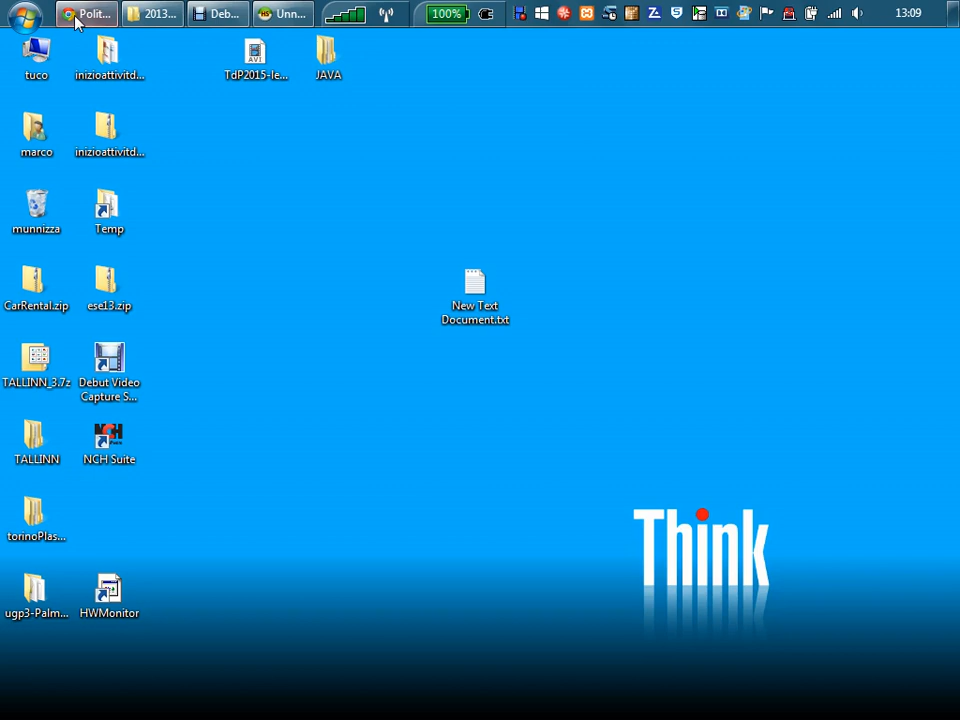 Polit...
2013...
Deb...
Unn...
100%
13:09
tuco
inizioattivitd...
TdP2015-le...
JAVA
marco
inizioattivitd...
munnizza
Temp
CarRental.zip
ese13.zip
New Text
Document.txt
TALLINN_3.7z
Debut Video
Capture S...
TALLINN
NCH Suite
torinoPlas...
Think
ugp3-Palm...
HWMonitor